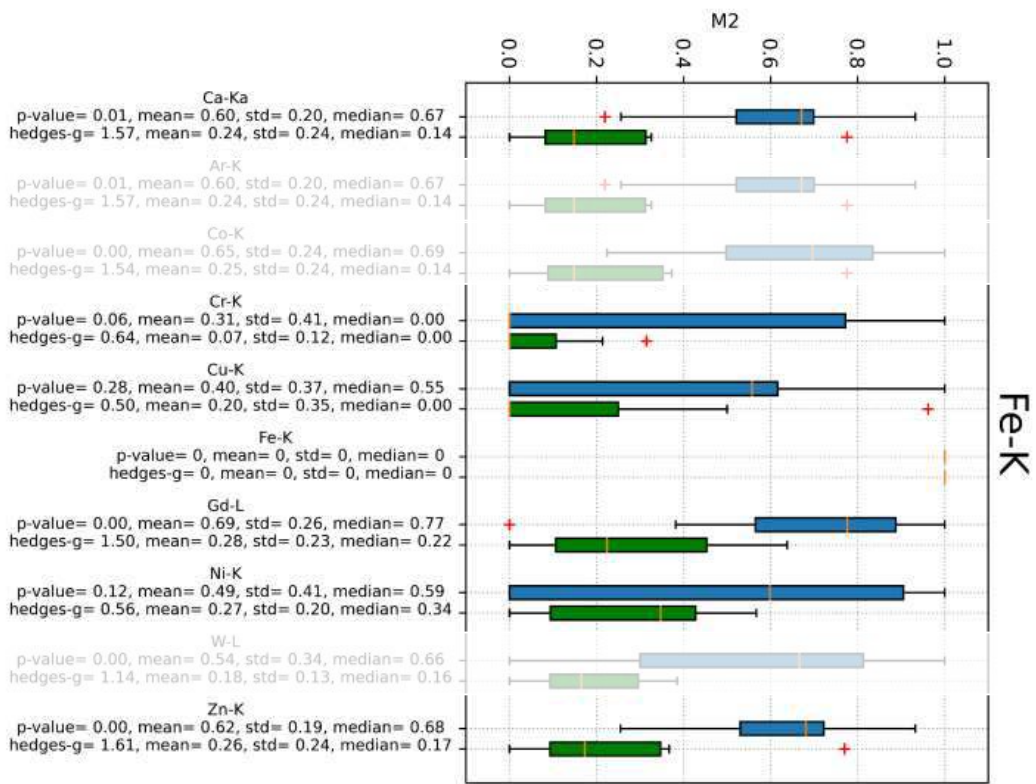 M2
0.0 0.2 0.4 0.6 0.8 1.0
Ca-Ka
p-value= 0.01, mean= 0.60, std= 0.20, median= 0.67
hedges-g= 1.57, mean= 0.24, std= 0.24, median= 0.14
Ar-K
p-value= 0.01, mean= 0.60, std= 0.20, median= 0.67
hedges-g= 1.57, mean= 0.24, std= 0.24, median= 0.14
Co-K
p-value= 0.00, mean= 0.65, std= 0.24, median= 0.69
hedges-g= 1.54, mean= 0.25, std= 0.24, median= 0.14
Cr-K
p-value= 0.06, mean= 0.31, std= 0.41, median= 0.00
hedges-g= 0.64, mean= 0.07, std= 0.12, median= 0.00
Cu-K
p-value= 0.28, mean= 0.40, std= 0.37, median= 0.55
hedges-g= 0.50, mean= 0.20, std= 0.35, median= 0.00
Fe-K
p-value= 0, mean= 0, std= 0, median= 0
hedges-g= 0, mean= 0, std= 0, median= 0
Gd-L
p-value= 0.00, mean= 0.69, std= 0.26, median= 0.77
hedges-g= 1.50, mean= 0.28, std= 0.23, median= 0.22
Ni-K
p-value= 0.12, mean= 0.49, std= 0.41, median= 0.59
hedges-g= 0.56, mean= 0.27, std= 0.20, median= 0.34
W-L
p-value= 0.00, mean= 0.54, std= 0.34, median= 0.66
hedges-g= 1.14, mean= 0.18, std= 0.13, median= 0.16
Zn-K
p-value= 0.00, mean= 0.62, std= 0.19, median= 0.68
hedges-g= 1.61, mean= 0.26, std= 0.24, median= 0.17
Fe-K